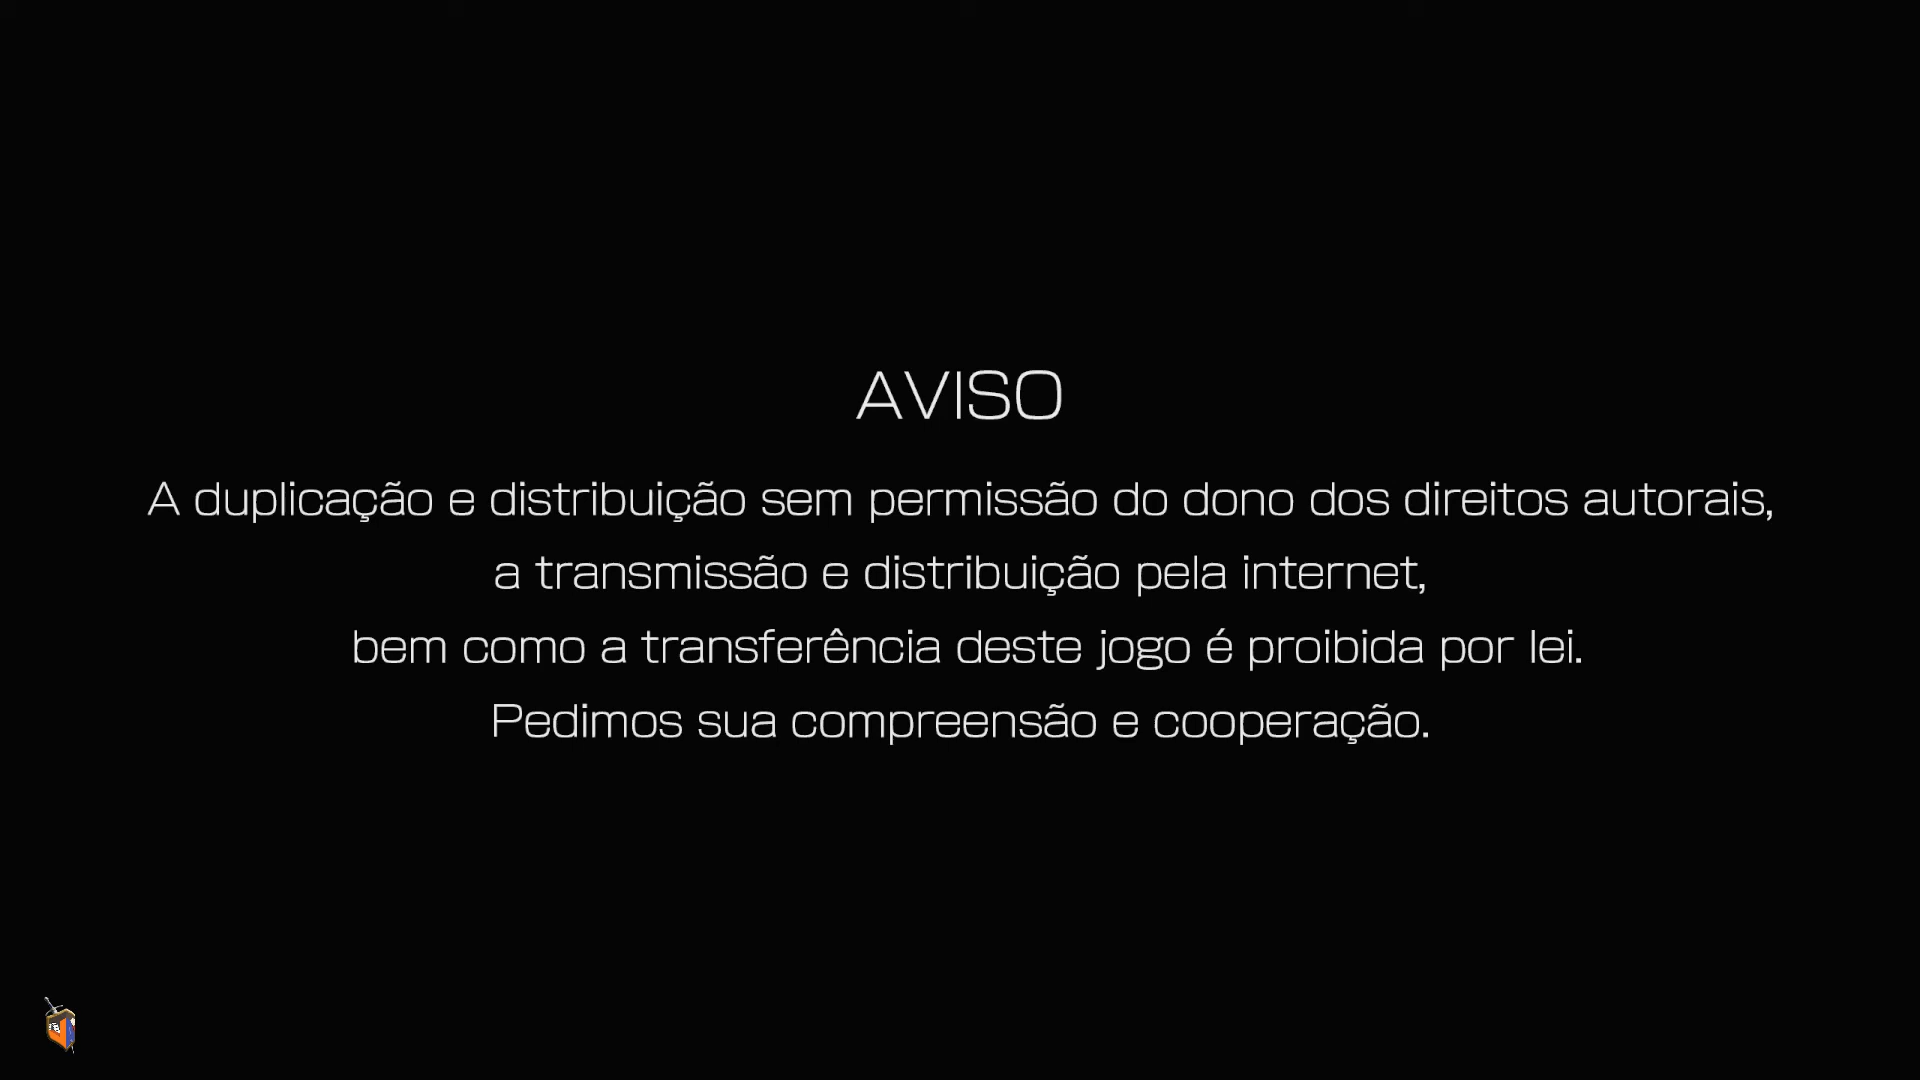 AVISO
A duplicação e distribuição sem permissão do dono dos direitos autorais,
a transmissão e distribuição pela internet,
bem como a transferência deste jogo é proibida por lei.
Pedimos sua compreensão e cooperação.